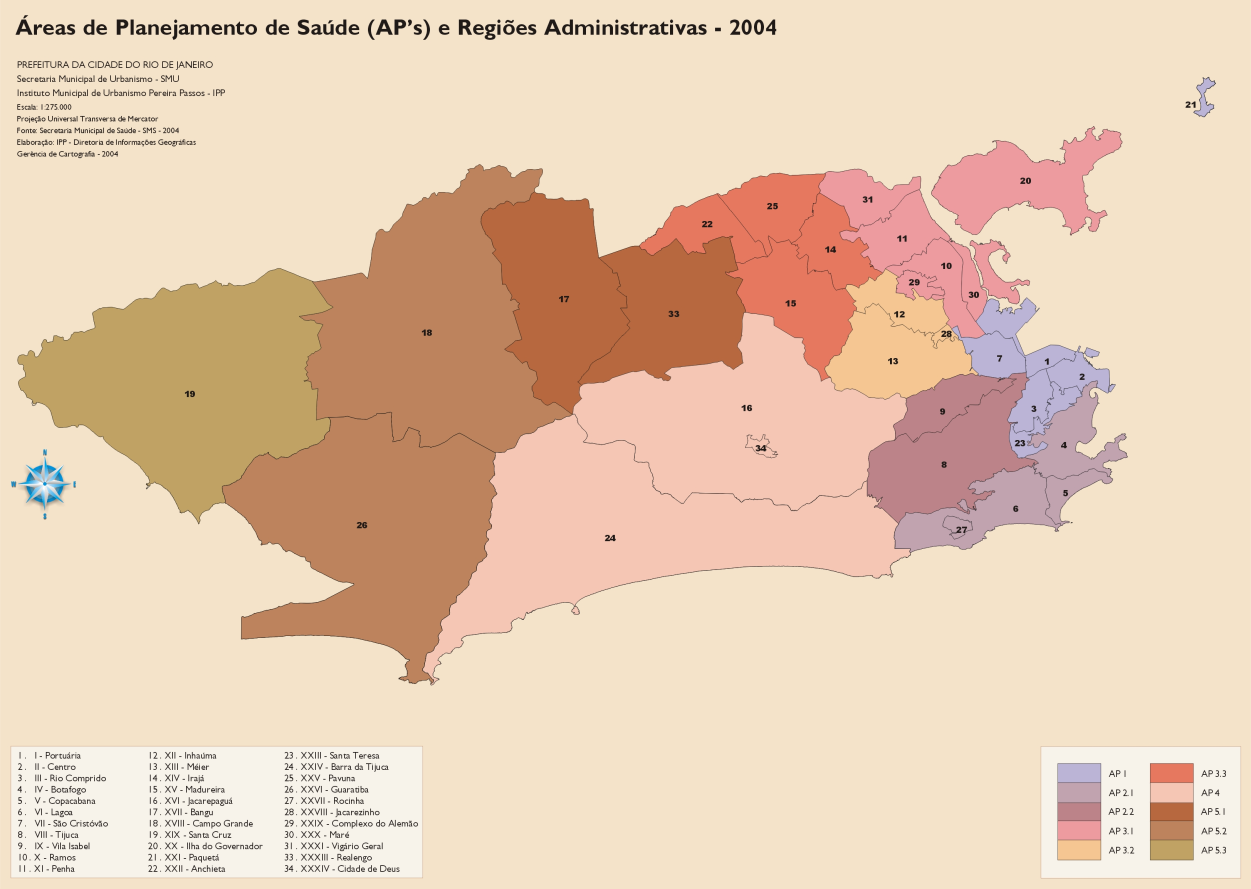 Áreas de Planejamento de Saúde (AP's) e Regiões Administrativas - 2004
PREFEITURA DA CIDADE DO RIO DE JANEIRO
Secretaria Municipal de Urbanismo - SMU
Instituto Municipal de Urbanismo Pereira Passos - IPP
Escala: 1:275.000
Projeção Universal Transversa de Mercator
Fonte: Secretaria Municipal de Saúde - SMS - 2004
Elaboração: IPP - Diretoria de Informações Geográficas
Gerência de Cartografia - 2004
21
20
31
25
22
11
14
10
29
30
17
15
33
12
18
28
7
13
1
2
19
16
3
9
23
4
34
8
N
W
E
S
5
6
26
27
24
1 . I - Portuária
2 . II - Centro
3 . III - Rio Comprido
4 . IV - Botafogo
5 . V - Copacabana
6 . VI - Lagoa
7 . VII - São Cristóvão
8 . VIII - Tijuca
9 . IX - Vila Isabel
10 . X - Ramos
11 . XI - Penha
12 . XII - Inhaúma
13 . XIII - Méier
14 . XIV - Irajá
15 . XV - Madureira
16 . XVI - Jacarepaguá
17 . XVII - Bangu
18 . XVIII - Campo Grande
19 . XIX - Santa Cruz
20 . XX - Ilha do Governador
21 . XXI - Paquetá
22 . XXII - Anchieta
23 . XXIII - Santa Teresa
24 . XXIV - Barra da Tijuca
25 . XXV - Pavuna
26 . XXVI - Guaratiba
27 . XXVII - Rocinha
28 . XXVIII - Jacarezinho
29 . XXIX - Complexo do Alemão
30 . XXX - Maré
31 . XXXI - Vigário Geral
33 . XXXIII - Realengo
34 . XXXIV - Cidade de Deus
AP 1
AP 2.1
AP 2.2
AP 3.1
AP 3.2
AP 3.3
AP 4
AP 5.1
AP 5.2
AP 5.3